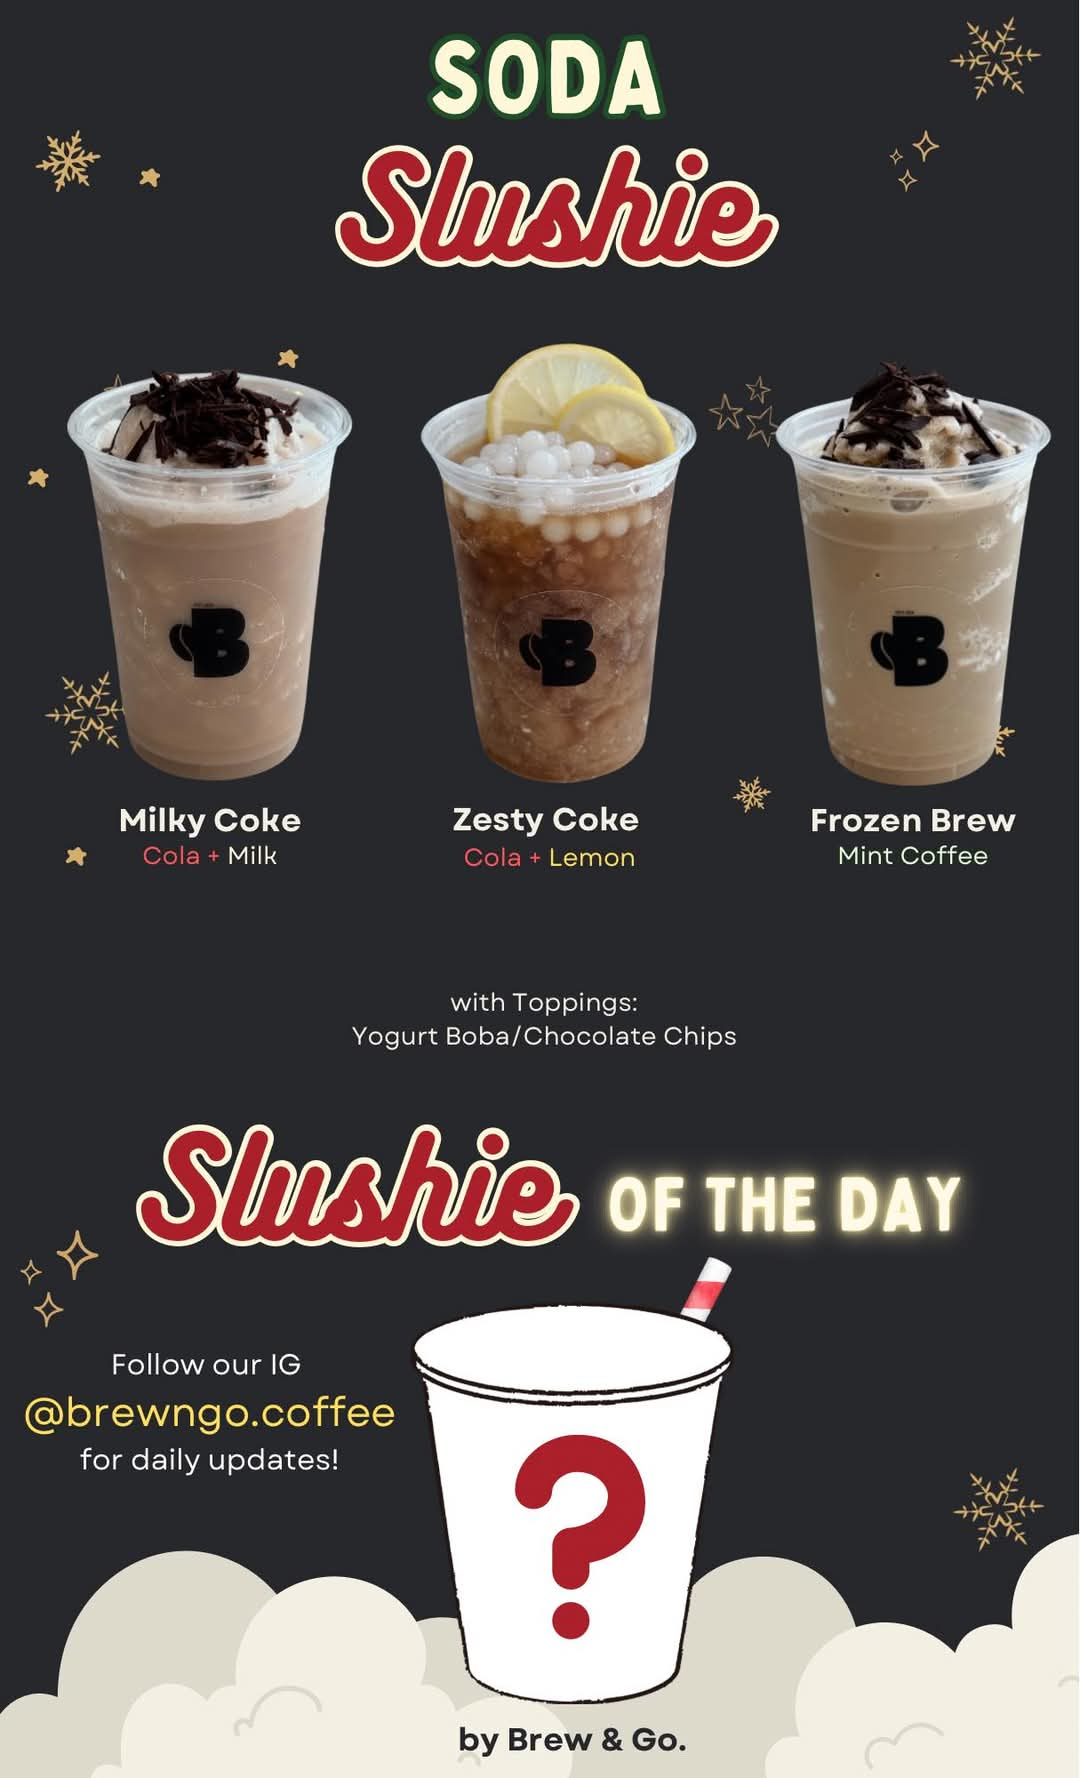 SODA
Slushie
B
B
B
Milky Coke
Cola + Milk
Zesty Coke
Cola + Lemon
Frozen Brew
Mint Coffee
with Toppings:
Yogurt Boba/Chocolate Chips
Slushie OF THE DAY
Follow our IG
@brewngo.coffee
for daily updates!
?
by Brew & Go.